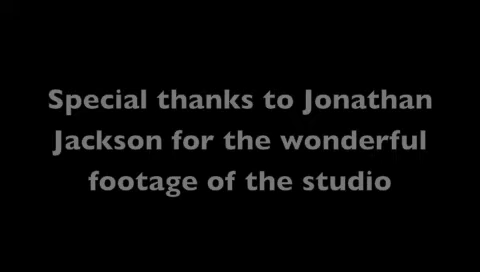 Special thanks to Jonathan
Jackson for the wonderful
footage of the studio